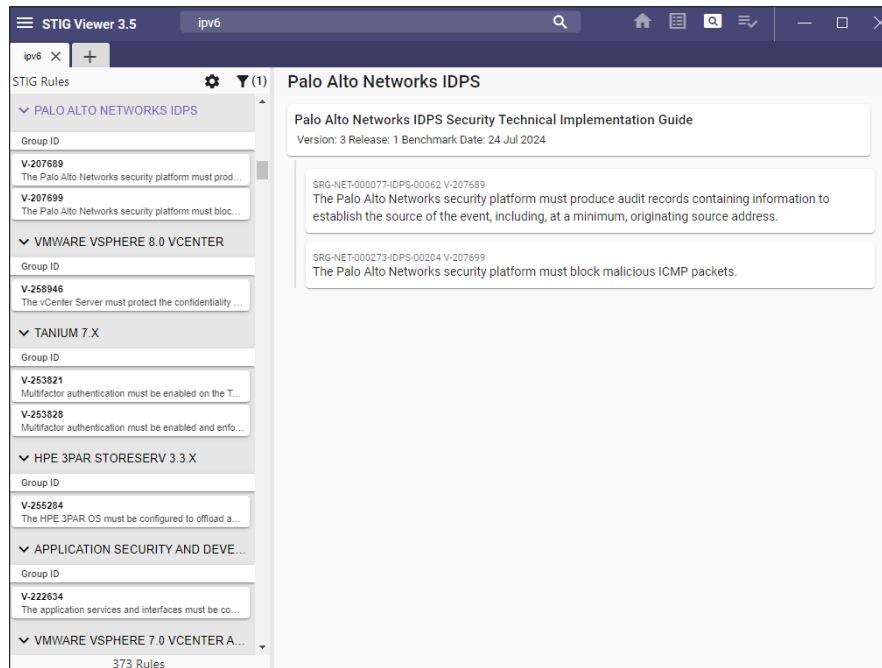 STIG Viewer 3.5
ipv6
ipv6
STIG Rules
(1)
PALO ALTO NETWORKS IDPS
Group ID
V-207689
The Palo Alto Networks security platform must prod...
V-207699
The Palo Alto Networks security platform must bloc...
VMWARE VSPHERE 8.0 VCENTER
Group ID
V-258946
The vCenter Server must protect the confidentiality ...
TANIUM 7.X
Group ID
V-253821
Multifactor authentication must be enabled on the T...
V-253828
Multifactor authentication must be enabled and enfo...
HPE 3PAR STORESERV 3.3.X
Group ID
V-255284
The HPE 3PAR OS must be configured to offload a...
APPLICATION SECURITY AND DEVE...
Group ID
V-222634
The application services and interfaces must be co...
VMWARE VSPHERE 7.0 VCENTER A...
373 Rules
Palo Alto Networks IDPS
Palo Alto Networks IDPS Security Technical Implementation Guide
Version: 3 Release: 1 Benchmark Date: 24 Jul 2024
SRG-NET-000077-IDPS-00062 V-207689
The Palo Alto Networks security platform must produce audit records containing information to
establish the source of the event, including, at a minimum, originating source address.
SRG-NET-000273-IDPS-00204 V-207699
The Palo Alto Networks security platform must block malicious ICMP packets.